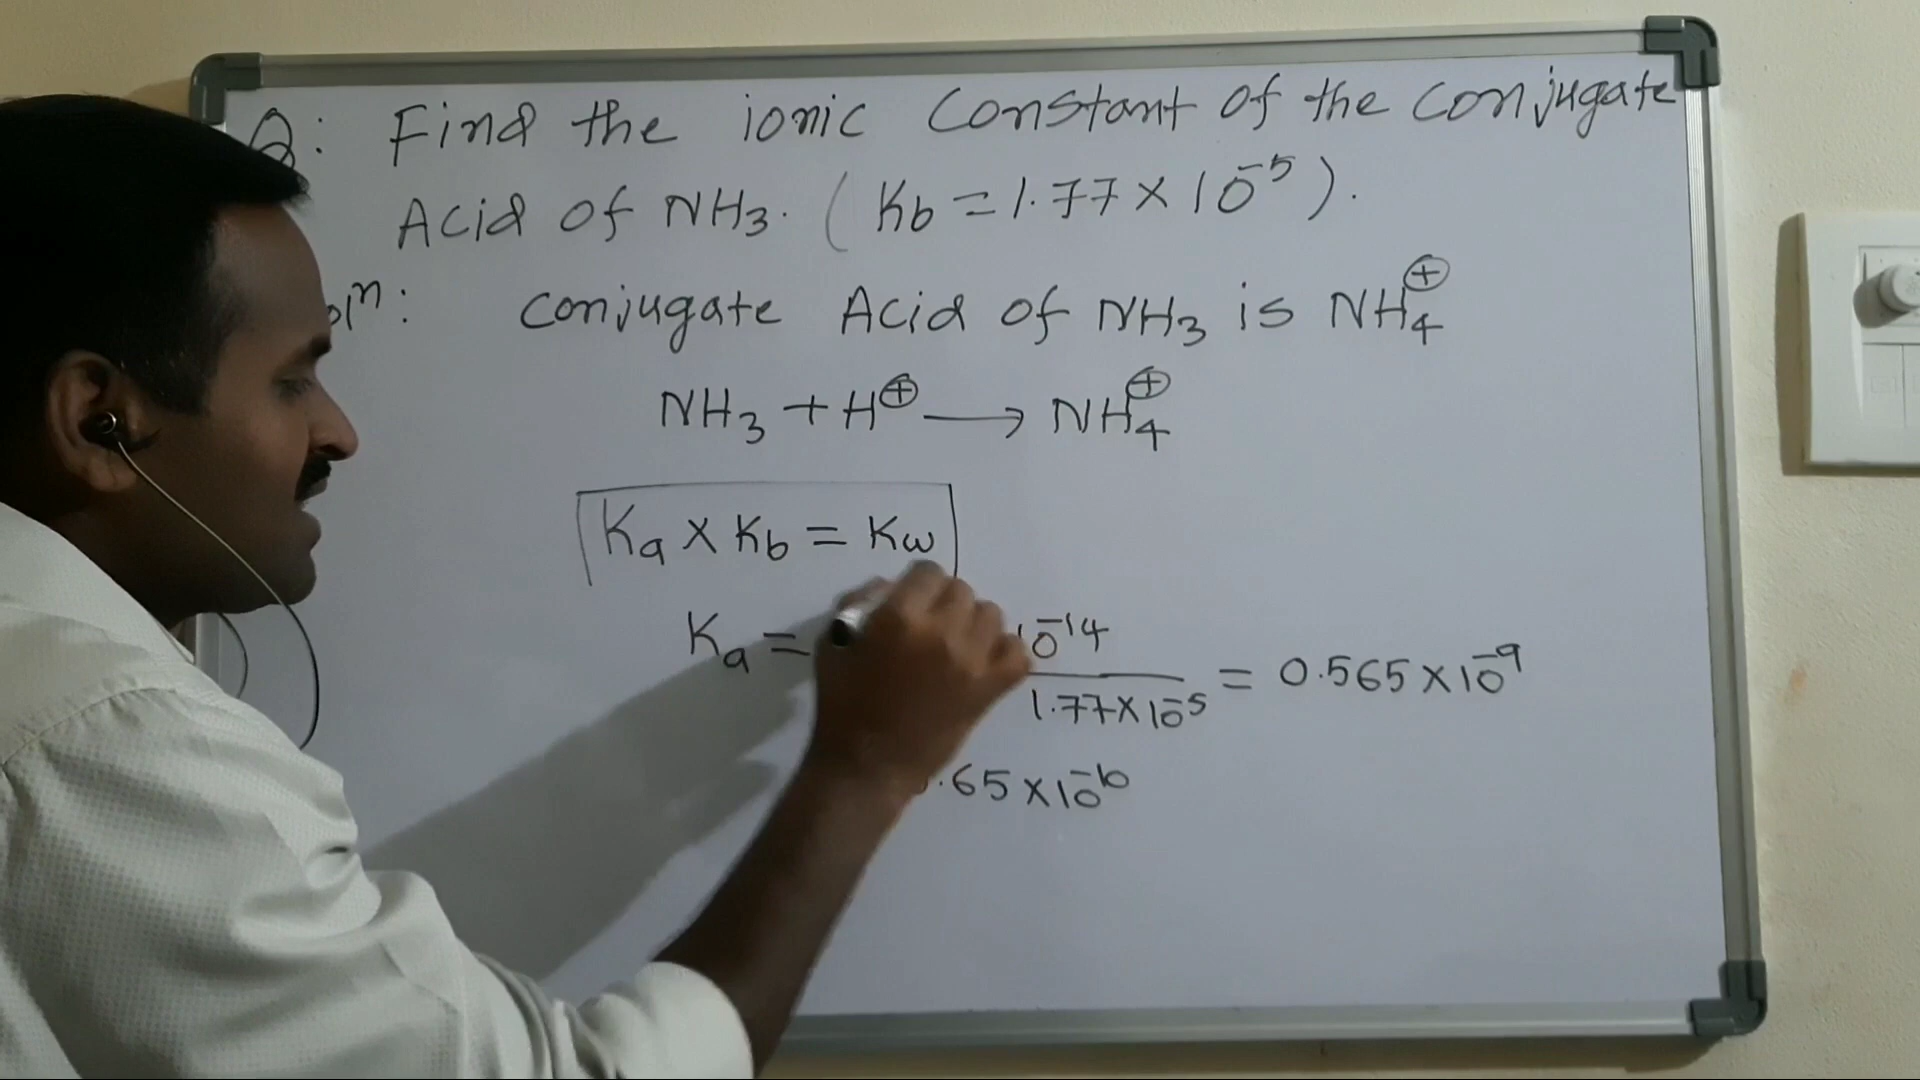 Q: Find the ionic Constant of the Conjugate
Acid of NH3. (Kb = 1.77 × 10^-5).
ol^n: Conjugate Acid of NH3 is NH4^⊕
NH3 + H^⊕ ⟶ NH4^⊕
Ka × Kb = Kw
Ka = 10^-14 / 1.77×10^-5 = 0.565 × 10^-9
.65 × 10^-10